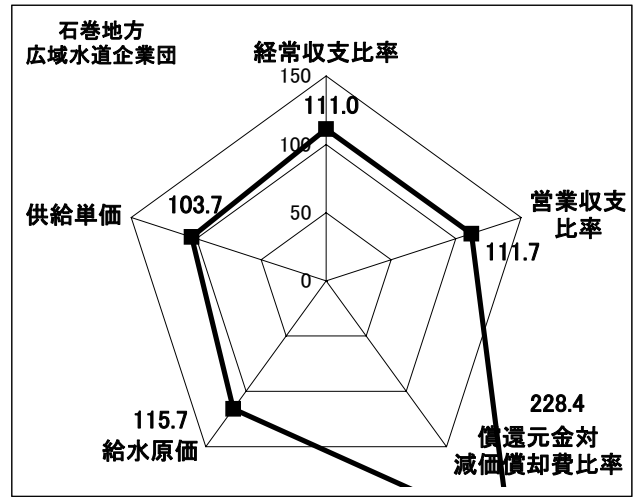 石巻地方
広域水道企業団
経常収支比率
150
111.0
100
50
0
営業収支
比率
111.7
228.4
償還元金対
減価償却費比率
115.7
給水原価
供給単価
103.7